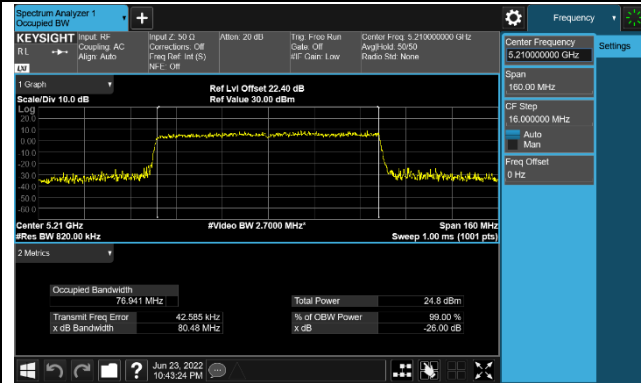 Spectrum Analyzer 1
Occupied BW
Frequency
KEYSIGHT
RL
LXI
Input: RF
Coupling: AC
Align: Auto
Input Z: 50 Ω
Corrections: Off
Freq Ref: Int (S)
NFE: Off
Atten: 20 dB
Trig: Free Run
Gate: Off
#IF Gain: Low
Center Freq: 5.210000000 GHz
Avg|Hold: 50/50
Radio Std: None
Center Frequency
5.210000000 GHz
Settings
Span
160.00 MHz
CF Step
16.000000 MHz
Auto
Man
Freq Offset
0 Hz
1 Graph
Scale/Div 10.0 dB
Ref Lvl Offset 22.40 dB
Ref Value 30.00 dBm
Log
20.0
10.0
0.00
-10.0
-20.0
-30.0
-40.0
-50.0
-60.0
Center 5.21 GHz
#Res BW 820.00 kHz
#Video BW 2.7000 MHz*
Span 160 MHz
Sweep 1.00 ms (1001 pts)
2 Metrics
Occupied Bandwidth
76.941 MHz
Transmit Freq Error 42.585 kHz
x dB Bandwidth 80.48 MHz
Total Power 24.8 dBm
% of OBW Power 99.00 %
x dB -26.00 dB
?
Jun 23, 2022
10:43:24 PM